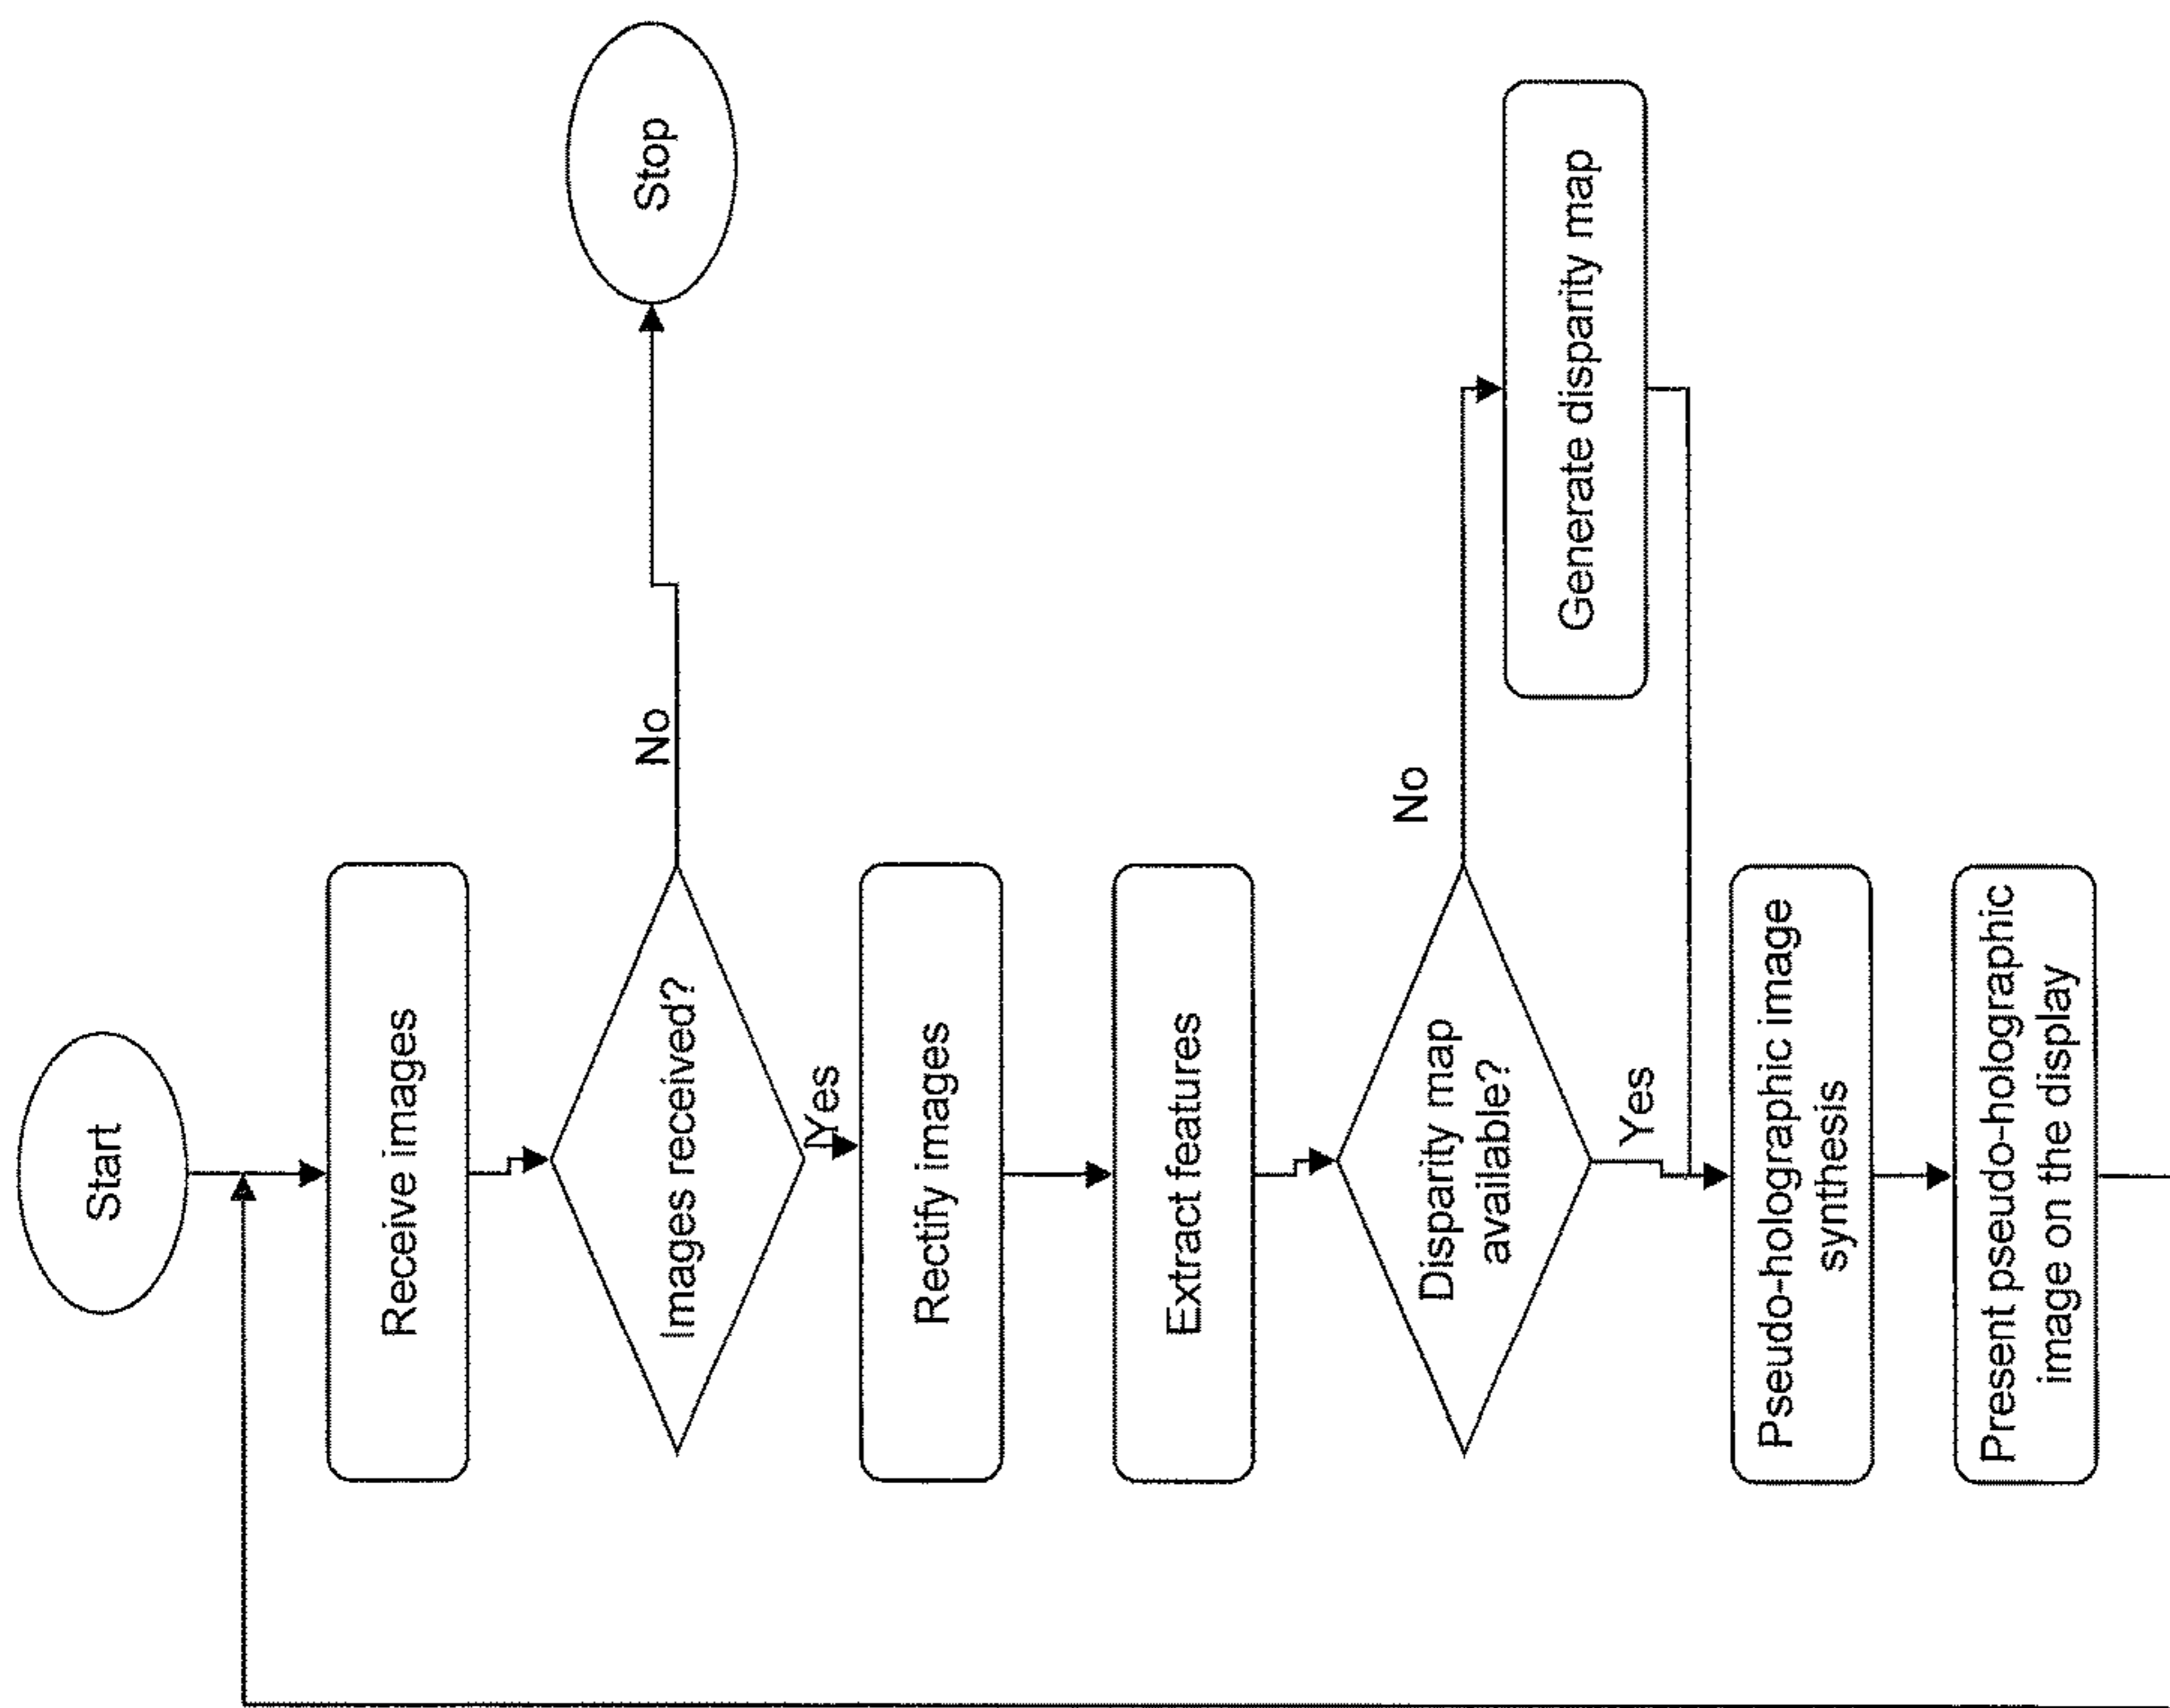 Start
Receive images
Images received?
No
Stop
Yes
Rectify images
Extract features
Disparity map
available?
No
Generate disparity map
Yes
Pseudo-holographic image
synthesis
Present pseudo-holographic
image on the display